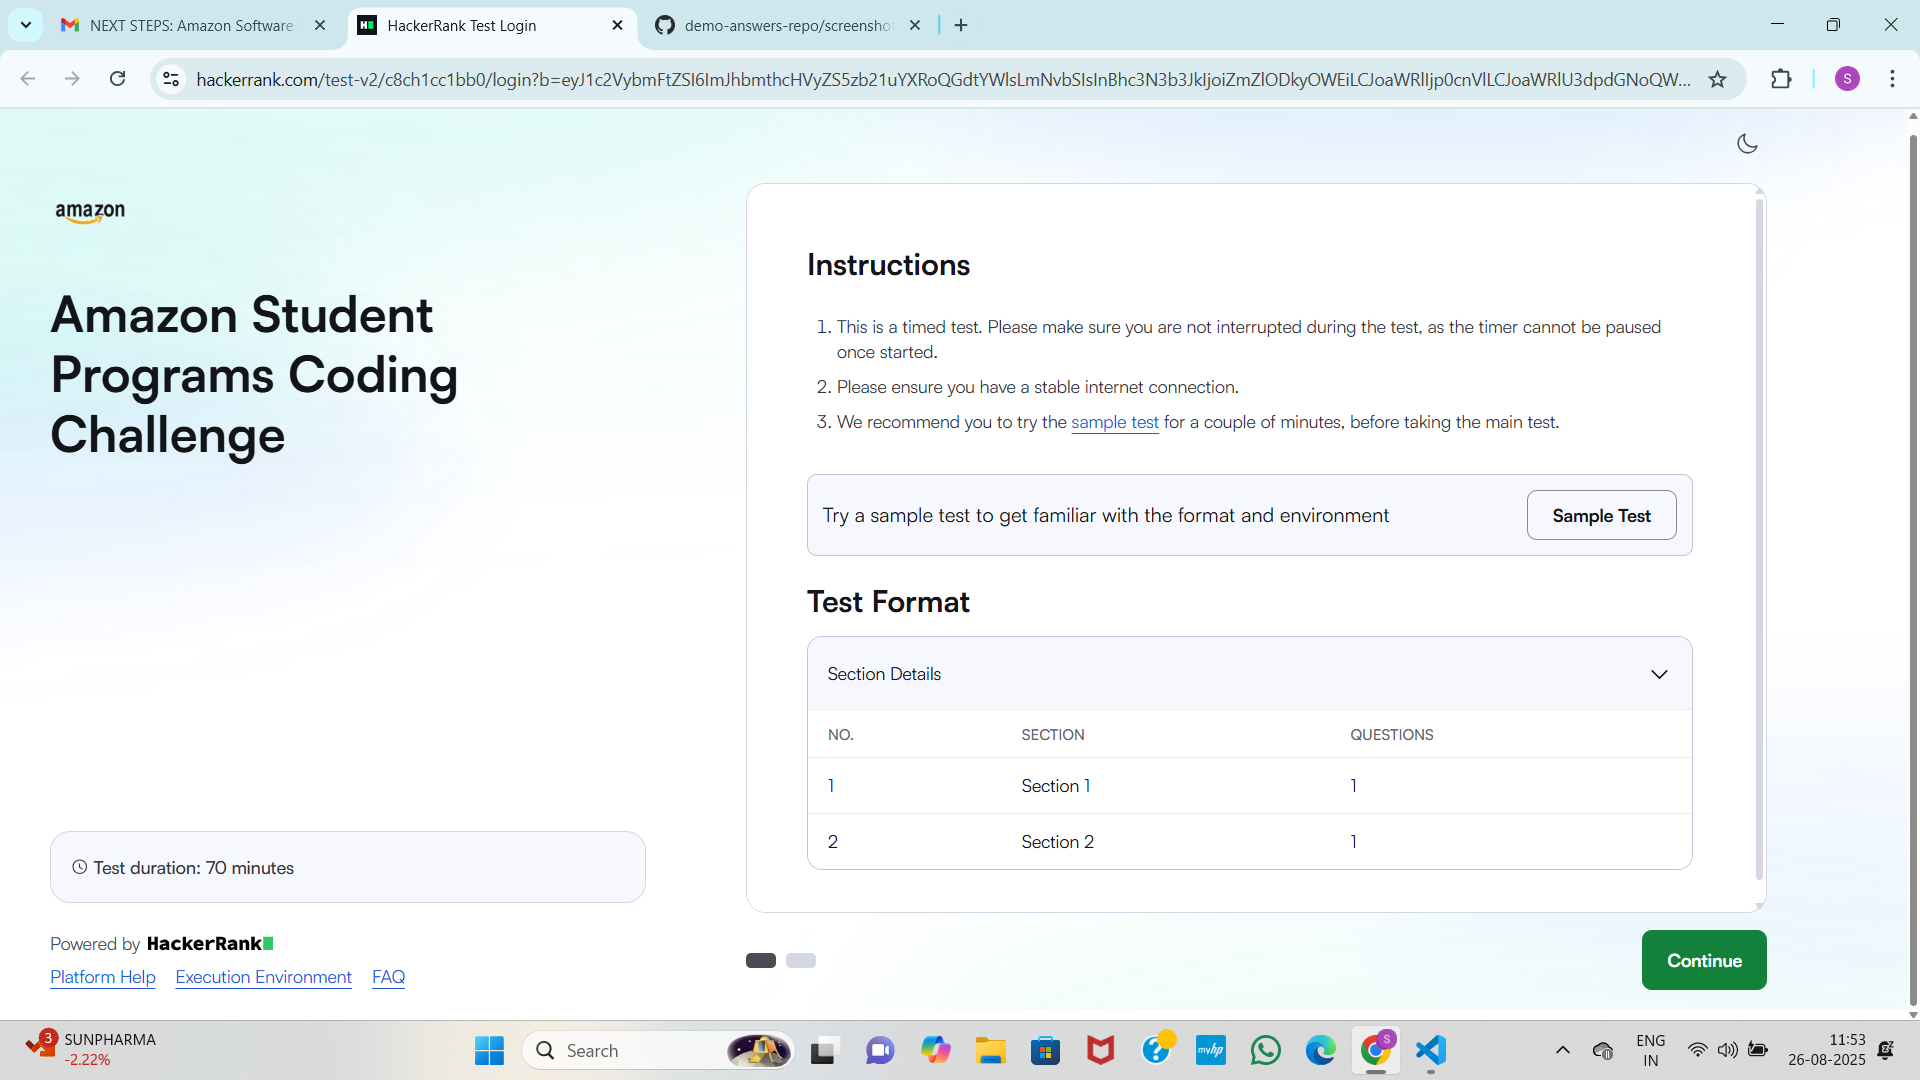 NEXT STEPS: Amazon Software
HackerRank Test Login
demo-answers-repo/screensho
hackerrank.com/test-v2/c8ch1cc1bb0/login?b=eyJ1c2VybmFtZSI6ImJhbmthcHVyZS5zb21uYXRoQGdtYWlsLmNvbSIsInBhc3N3b3JkIjoiZmZlODkyOWEiLCJoaWRlIjp0cnVlLCJoaWRlU3dpdGNoQW...
S
amazon
Amazon Student
Programs Coding
Challenge
Test duration: 70 minutes
Powered by HackerRank
Platform Help Execution Environment FAQ
Instructions
1. This is a timed test. Please make sure you are not interrupted during the test, as the timer cannot be paused
once started.
2. Please ensure you have a stable internet connection.
3. We recommend you to try the sample test for a couple of minutes, before taking the main test.
Try a sample test to get familiar with the format and environment
Sample Test
Test Format
Section Details
NO. SECTION QUESTIONS
1 Section 1 1
2 Section 2 1
Continue
3
SUNPHARMA
-2.22%
Search
myhp
S
ENG
IN
11:53
26-08-2025